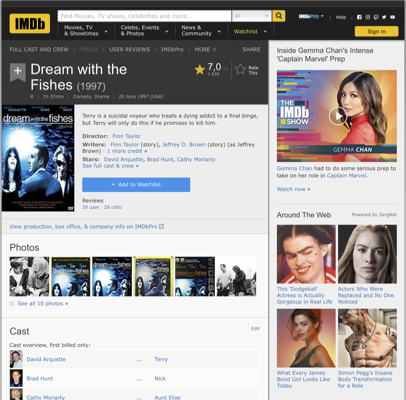 IMDb
Find Movies, TV shows, Celebrities and more...
All
IMDbPro
Help
Movies, TV
& Showtimes
Celebs, Events
& Photos
News &
Community
Watchlist
Sign in
FULL CAST AND CREW | TRIVIA | USER REVIEWS | IMDbPro | MORE
SHARE
Dream with the
Fishes (1997)
7,0
Rate
This
R | 1h 37min | Comedy, Drama | 20 June 1997 (USA)
ARQUETTE
HUNT
dream with the
fishes
Terry is a suicidal voyeur who treats a dying addict to a final binge,
but Terry will only do this if he promises to kill him.
Director: Finn Taylor
Writers: Finn Taylor (story), Jeffrey D. Brown (story) (as Jeffrey
D. Brown) | 1 more credit »
Stars: David Arquette, Brad Hunt, Cathy Moriarty |
See full cast & crew »
+ Add to Watchlist
Reviews
29 user | 28 critic
View production, box office, & company info on IMDbPro
Photos
See all 10 photos »
Cast
Edit
Cast overview, first billed only:
David Arquette ... Terry
Brad Hunt ... Nick
Cathy Moriarty ... Aunt Elise
Inside Gemma Chan's Intense
'Captain Marvel' Prep
THE
IMDb
SHOW
GEMMA CHAN
Gemma Chan had to do some serious prep
to take on her role in Captain Marvel.
Watch now »
Around The Web
Powered by ZergNet
This 'Dodgeball'
Actress is Actually
Gorgeous in Real Life
Actors Who Were
Replaced and No One
Noticed
What Every James
Bond Girl Looks Like
Today
Simon Pegg's Insane
Body Transformation
for a Role